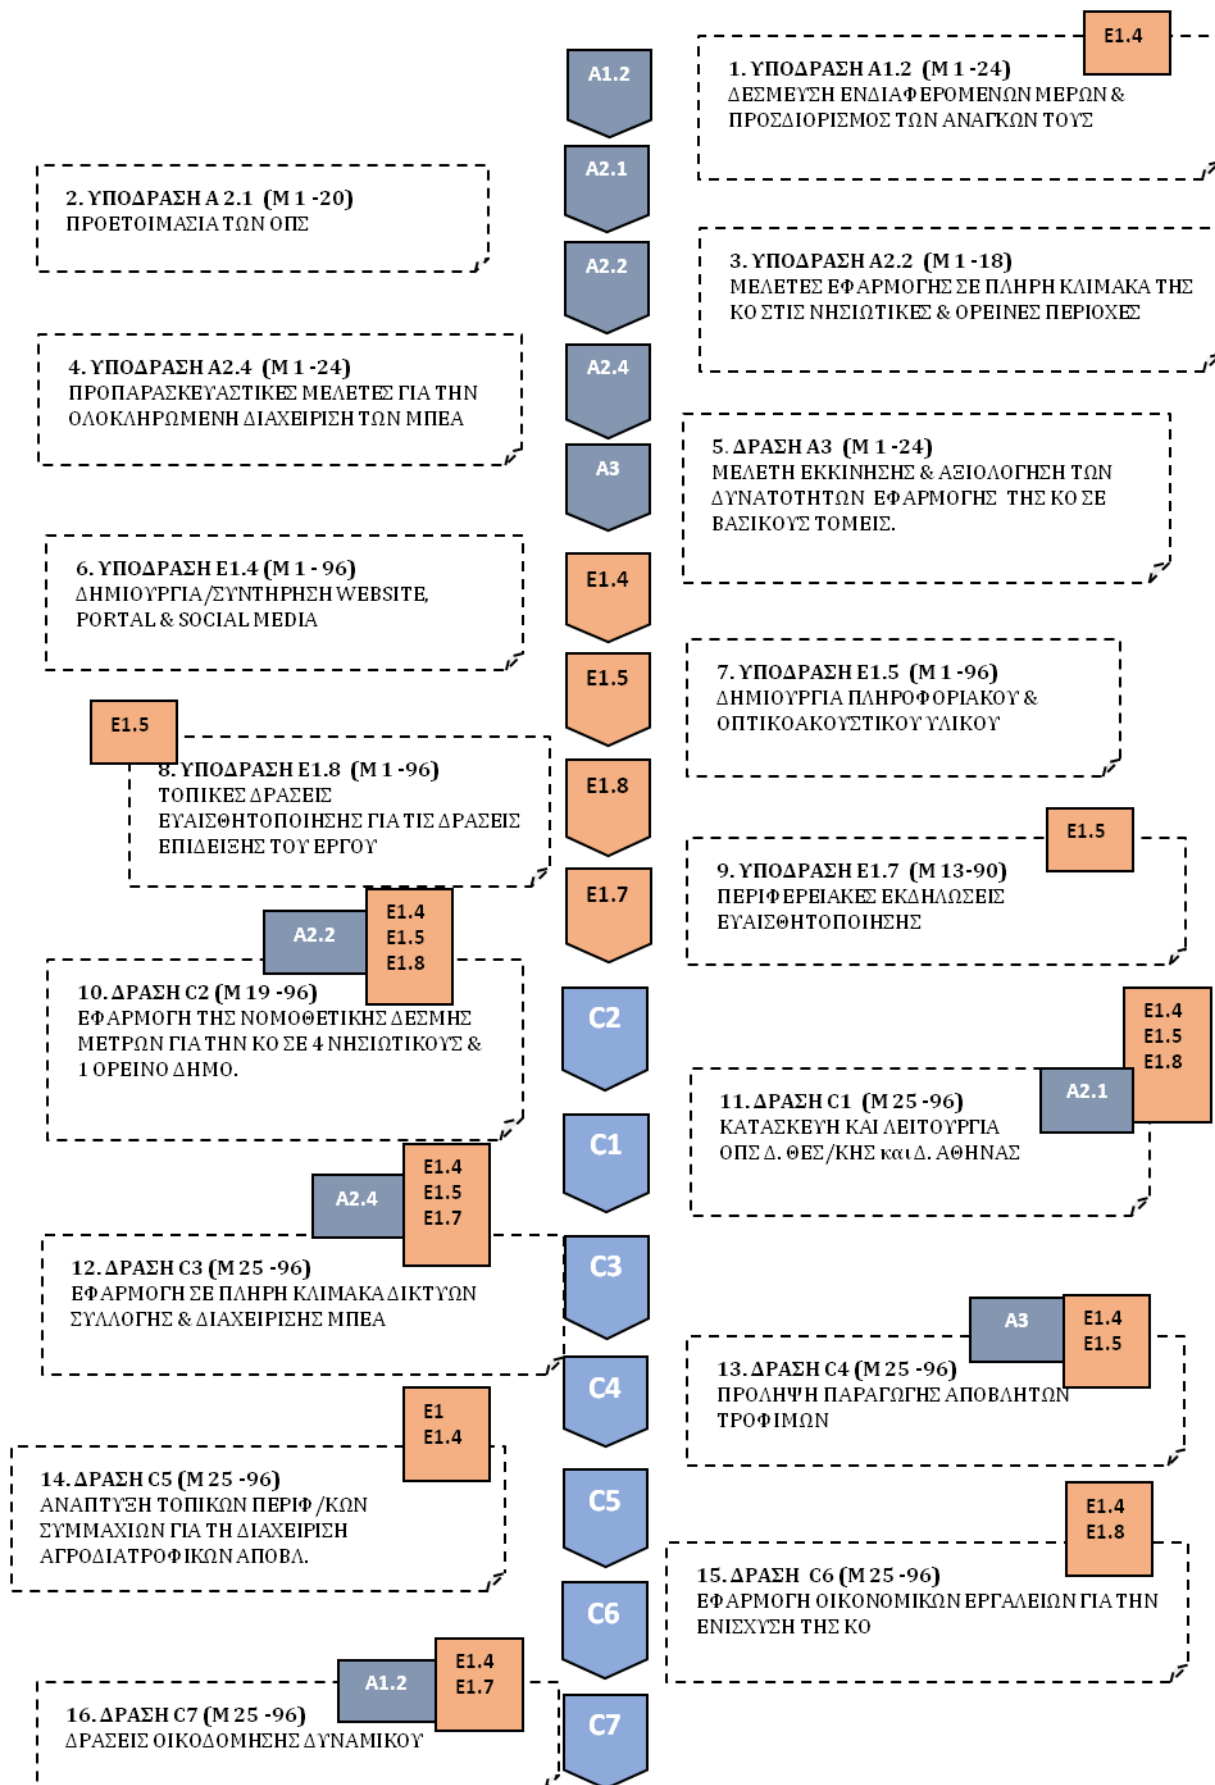 E1.4
A1.2
1. ΥΠΟΔΡΑΣΗ A1.2 (Μ 1 -24)
ΔΕΣΜΕΥΣΗ ΕΝΔΙΑΦΕΡΟΜΕΝΩΝ ΜΕΡΩΝ &
ΠΡΟΣΔΙΟΡΙΣΜΟΣ ΤΩΝ ΑΝΑΓΚΩΝ ΤΟΥΣ
A2.1
2. ΥΠΟΔΡΑΣΗ Α 2.1 (Μ 1 -20)
ΠΡΟΕΤΟΙΜΑΣΙΑ ΤΩΝ ΟΠΣ
A2.2
3. ΥΠΟΔΡΑΣΗ A2.2 (Μ 1 -18)
ΜΕΛΕΤΕΣ ΕΦΑΡΜΟΓΗΣ ΣΕ ΠΛΗΡΗ ΚΛΙΜΑΚΑ ΤΗΣ
ΚΟ ΣΤΙΣ ΝΗΣΙΩΤΙΚΕΣ & ΟΡΕΙΝΕΣ ΠΕΡΙΟΧΕΣ
4. ΥΠΟΔΡΑΣΗ A2.4 (Μ 1 -24)
ΠΡΟΠΑΡΑΣΚΕΥΑΣΤΙΚΕΣ ΜΕΛΕΤΕΣ ΓΙΑ ΤΗΝ
ΟΛΟΚΛΗΡΩΜΕΝΗ ΔΙΑΧΕΙΡΙΣΗ ΤΩΝ ΜΠΕΑ
A2.4
A3
5. ΔΡΑΣΗ A3 (Μ 1 -24)
ΜΕΛΕΤΗ ΕΚΚΙΝΗΣΗΣ & ΑΞΙΟΛΟΓΗΣΗ ΤΩΝ
ΔΥΝΑΤΟΤΗΤΩΝ ΕΦΑΡΜΟΓΗΣ ΤΗΣ ΚΟ ΣΕ
ΒΑΣΙΚΟΥΣ ΤΟΜΕΙΣ.
6. ΥΠΟΔΡΑΣΗ E1.4 (Μ 1 - 96)
ΔΗΜΙΟΥΡΓΙΑ/ΣΥΝΤΗΡΗΣΗ WEBSITE,
PORTAL & SOCIAL MEDIA
E1.4
E1.5
7. ΥΠΟΔΡΑΣΗ E1.5 (Μ 1 -96)
ΔΗΜΙΟΥΡΓΙΑ ΠΛΗΡΟΦΟΡΙΑΚΟΥ &
ΟΠΤΙΚΟΑΚΟΥΣΤΙΚΟΥ ΥΛΙΚΟΥ
E1.5
8. ΥΠΟΔΡΑΣΗ E1.8 (Μ 1 -96)
ΤΟΠΙΚΕΣ ΔΡΑΣΕΙΣ
ΕΥΑΙΣΘΗΤΟΠΟΙΗΣΗΣ ΓΙΑ ΤΙΣ ΔΡΑΣΕΙΣ
ΕΠΙΔΕΙΞΗΣ ΤΟΥ ΕΡΓΟΥ
E1.8
E1.5
E1.7
9. ΥΠΟΔΡΑΣΗ E1.7 (Μ 13-90)
ΠΕΡΙΦΕΡΕΙΑΚΕΣ ΕΚΔΗΛΩΣΕΙΣ
ΕΥΑΙΣΘΗΤΟΠΟΙΗΣΗΣ
A2.2
E1.4
E1.5
E1.8
10. ΔΡΑΣΗ C2 (Μ 19 -96)
ΕΦΑΡΜΟΓΗ ΤΗΣ ΝΟΜΟΘΕΤΙΚΗΣ ΔΕΣΜΗΣ
ΜΕΤΡΩΝ ΓΙΑ ΤΗΝ ΚΟ ΣΕ 4 ΝΗΣΙΩΤΙΚΟΥΣ &
1 ΟΡΕΙΝΟ ΔΗΜΟ.
C2
E1.4
E1.5
E1.8
A2.1
11. ΔΡΑΣΗ C1 (Μ 25 -96)
ΚΑΤΑΣΚΕΥΗ ΚΑΙ ΛΕΙΤΟΥΡΓΙΑ
ΟΠΣ Δ. ΘΕΣ/ΚΗΣ και Δ. ΑΘΗΝΑΣ
C1
A2.4
E1.4
E1.5
E1.7
12. ΔΡΑΣΗ C3 (Μ 25 -96)
ΕΦΑΡΜΟΓΗ ΣΕ ΠΛΗΡΗ ΚΛΙΜΑΚΑ ΔΙΚΤΥΩΝ
ΣΥΛΛΟΓΗΣ & ΔΙΑΧΕΙΡΙΣΗΣ ΜΠΕΑ
C3
A3
E1.4
E1.5
13. ΔΡΑΣΗ C4 (Μ 25 -96)
ΠΡΟΛΗΨΗ ΠΑΡΑΓΩΓΗΣ ΑΠΟΒΛΗΤΩΝ
ΤΡΟΦΙΜΩΝ
C4
E1
E1.4
14. ΔΡΑΣΗ C5 (Μ 25 -96)
ΑΝΑΠΤΥΞΗ ΤΟΠΙΚΩΝ ΠΕΡΙΦ/ΚΩΝ
ΣΥΜΜΑΧΙΩΝ ΓΙΑ ΤΗ ΔΙΑΧΕΙΡΙΣΗ
ΑΓΡΟΔΙΑΤΡΟΦΙΚΩΝ ΑΠΟΒΛ.
C5
E1.4
E1.8
15. ΔΡΑΣΗ C6 (Μ 25 -96)
ΕΦΑΡΜΟΓΗ ΟΙΚΟΝΟΜΙΚΩΝ ΕΡΓΑΛΕΙΩΝ ΓΙΑ ΤΗΝ
ΕΝΙΣΧΥΣΗ ΤΗΣ ΚΟ
C6
A1.2
E1.4
E1.7
16. ΔΡΑΣΗ C7 (Μ 25 -96)
ΔΡΑΣΕΙΣ ΟΙΚΟΔΟΜΗΣΗΣ ΔΥΝΑΜΙΚΟΥ
C7